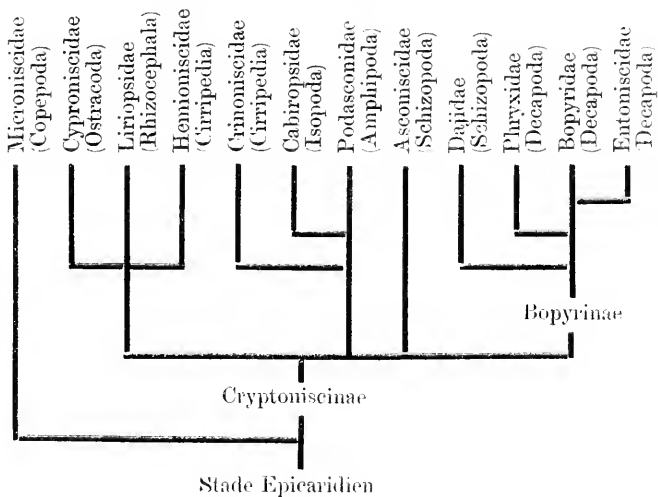 Microniscidae
(Copepoda)
Cyproniscidae
(Ostracoda)
Liriopsidae
(Rhizocephala)
Hemioniscidae
(Cirripedia)
Crinoniscidae
(Cirripedia)
Cabiropsidae
(Isopoda)
Podasconidae
(Amphipoda)
Asconiscidae
(Schizopoda)
Dajidae
(Schizopoda)
Phryxidae
(Decapoda)
Bopyridae
(Decapoda)
Entoniscidae
(Decapoda)
Bopyrinae
Cryptoniscinae
Stade Epicaridien